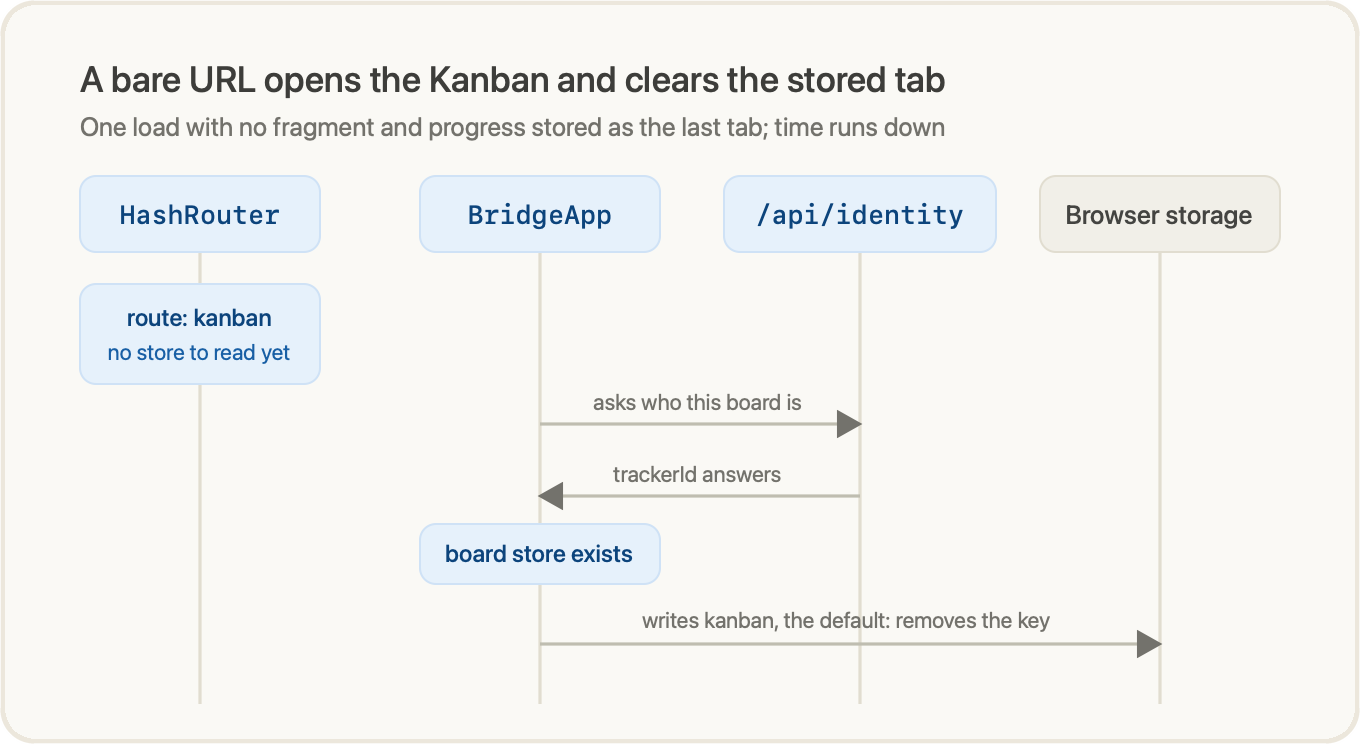 A bare URL opens the Kanban and clears the stored tab
One load with no fragment and progress stored as the last tab; time runs down
HashRouter
BridgeApp
/api/identity
Browser storage
route: kanban
no store to read yet
asks who this board is
trackerId answers
board store exists
writes kanban, the default: removes the key